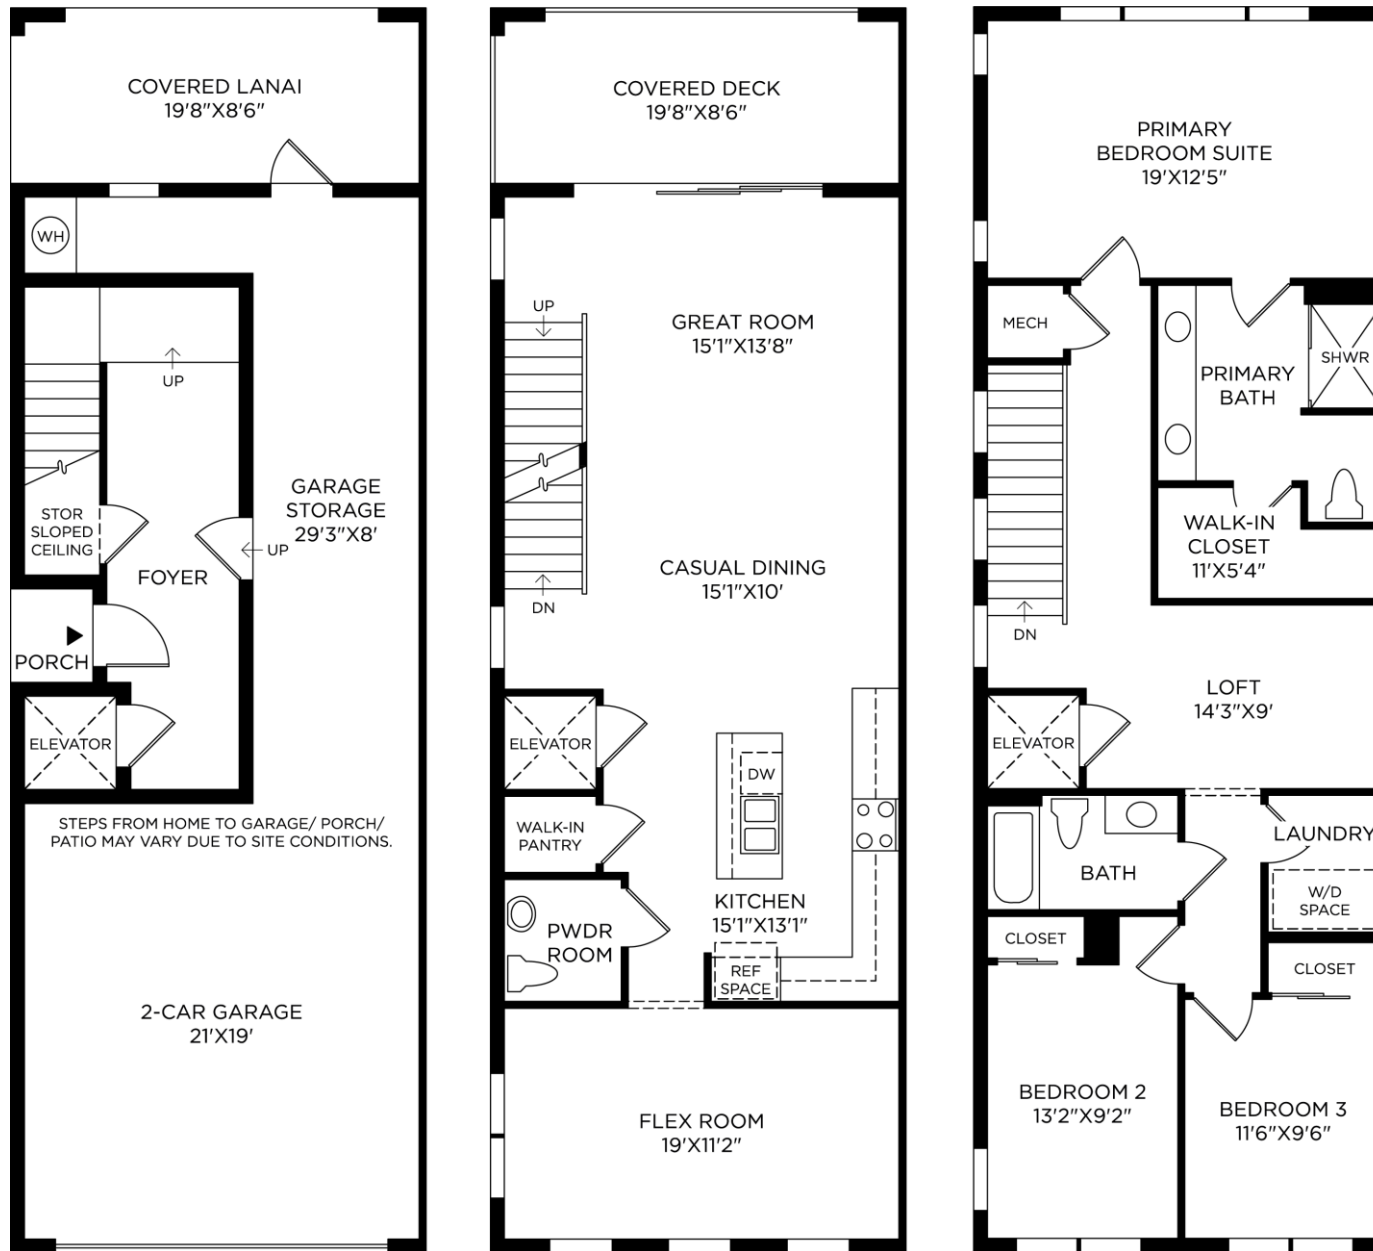 COVERED LANAI
19'8"X8'6"
WH
UP
GARAGE
STORAGE
29'3"X8'
STOR
SLOPED
CEILING
UP
FOYER
PORCH
ELEVATOR
STEPS FROM HOME TO GARAGE/ PORCH/
PATIO MAY VARY DUE TO SITE CONDITIONS.
2-CAR GARAGE
21'X19'
COVERED DECK
19'8"X8'6"
UP
GREAT ROOM
15'1"X13'8"
CASUAL DINING
15'1"X10'
DN
ELEVATOR
DW
WALK-IN
PANTRY
KITCHEN
15'1"X13'1"
PWDR
ROOM
REF
SPACE
FLEX ROOM
19'X11'2"
PRIMARY
BEDROOM SUITE
19'X12'5"
MECH
SHWR
PRIMARY
BATH
WALK-IN
CLOSET
11'X5'4"
DN
LOFT
14'3"X9'
ELEVATOR
LAUNDRY
BATH
W/D
SPACE
CLOSET
CLOSET
BEDROOM 2
13'2"X9'2"
BEDROOM 3
11'6"X9'6"